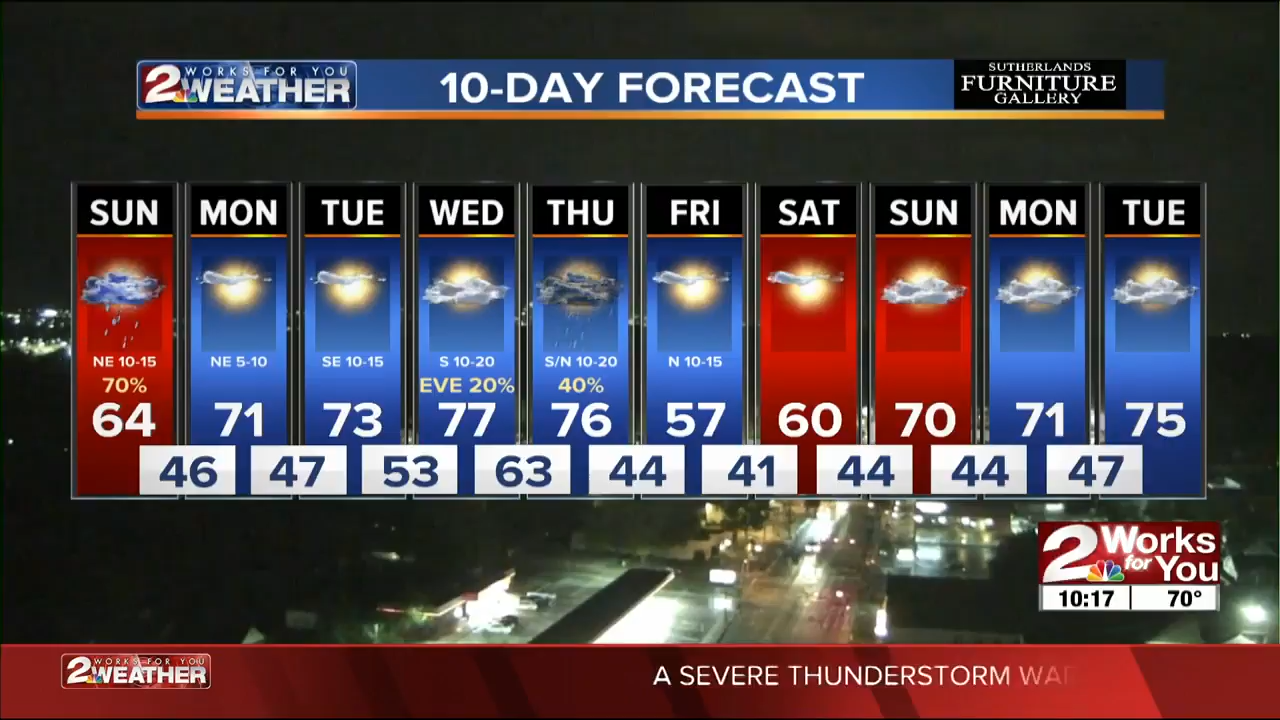 2 WORKS FOR YOU
WEATHER
10-DAY FORECAST
SUTHERLANDS
FURNITURE
GALLERY
SUN MON TUE WED THU FRI SAT SUN MON TUE
NE 10-15 NE 5-10 SE 10-15 S 10-20 S/N 10-20 N 10-15
70% EVE 20% 40%
64 71 73 77 76 57 60 70 71 75
46 47 53 63 44 41 44 44 47
2 Works
for You
10:17 70°
2 WORKS FOR YOU
WEATHER
A SEVERE THUNDERSTORM WAR